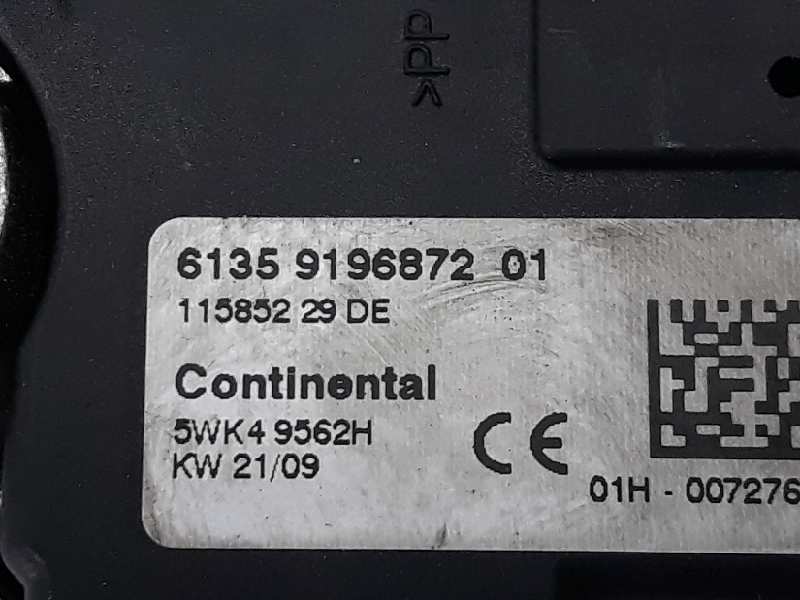 >pp
6135 9196872 01
115852 29 DE
Continental
5WK4 9562H
CE
KW 21/09
01H - 007276